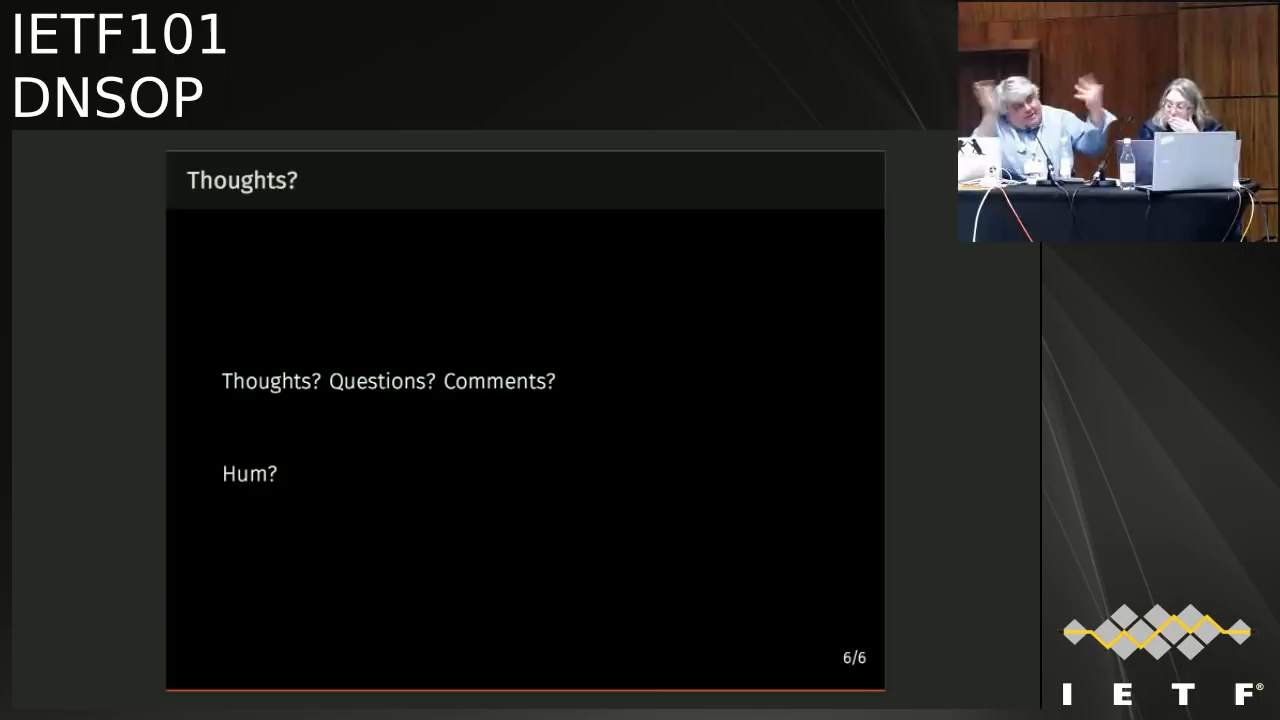 IETF101
DNSOP
Thoughts?
Thoughts? Questions? Comments?
Hum?
6/6
I E T F®